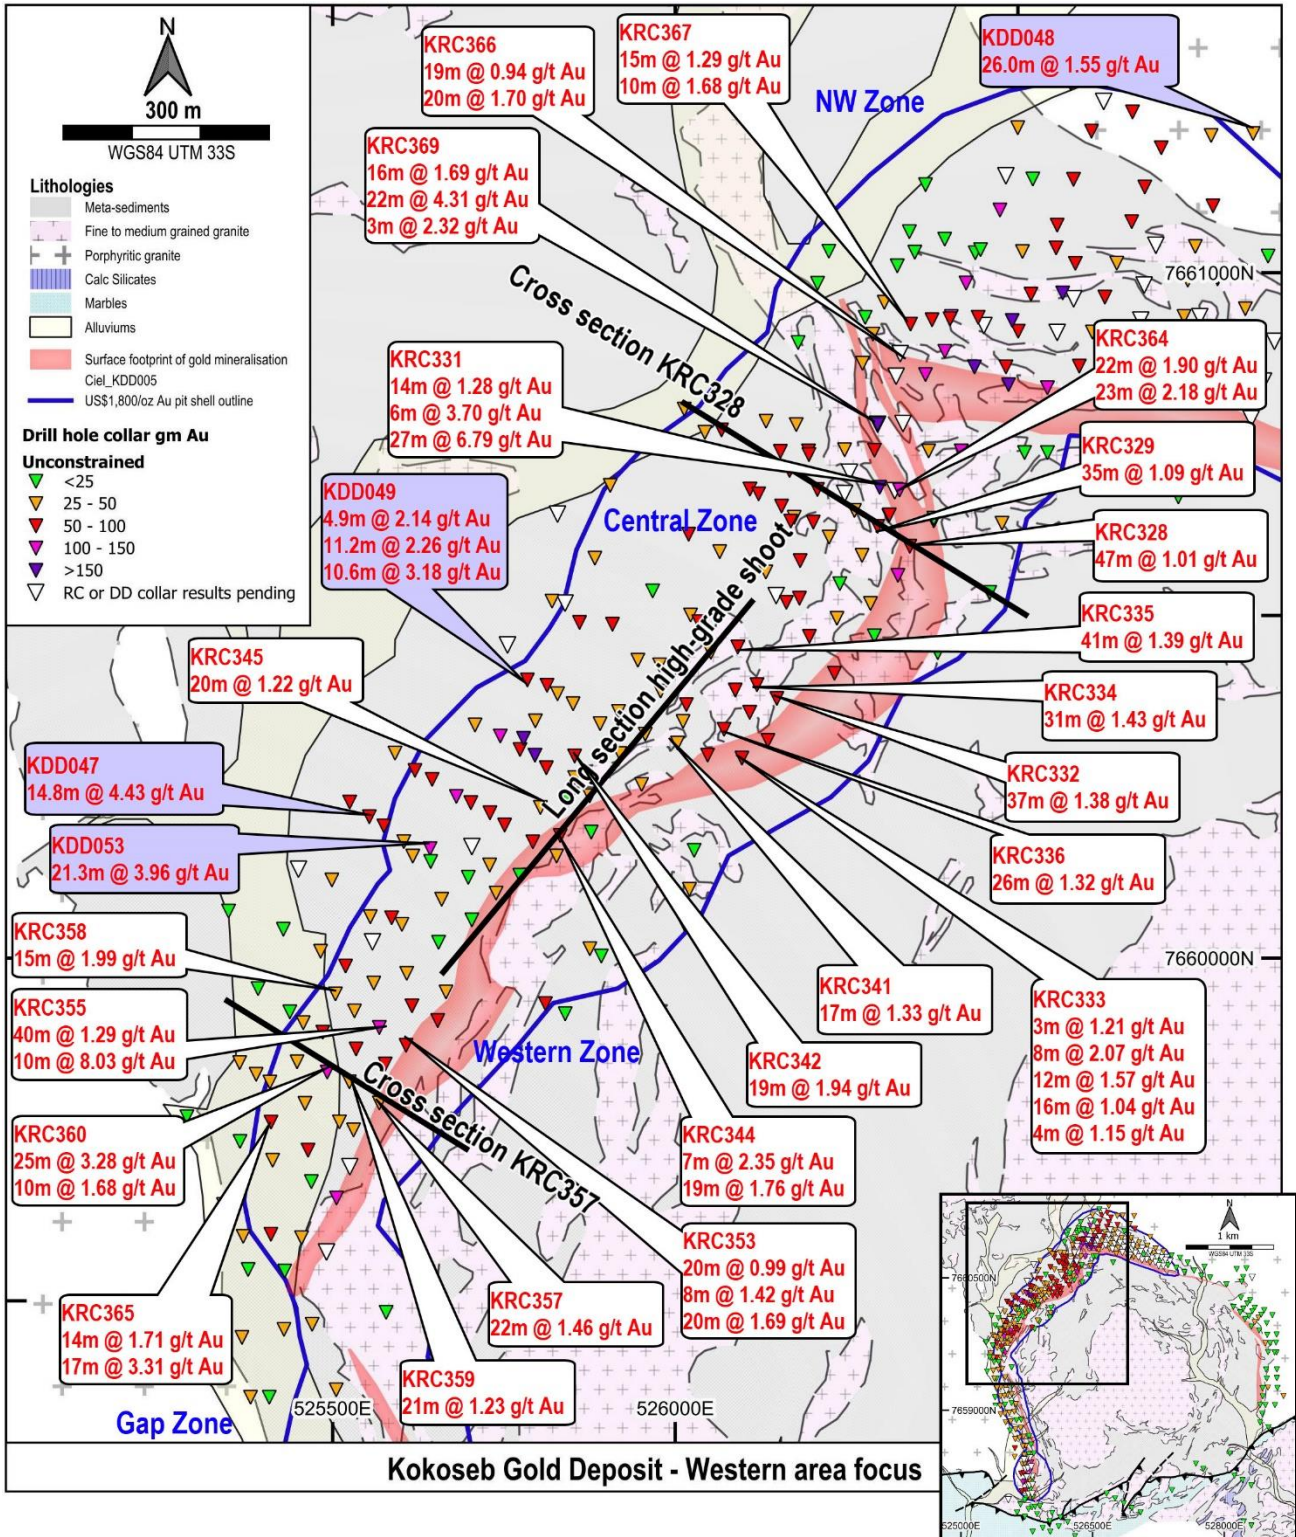 N
300 m
WGS84 UTM 33S
Lithologies
Meta-sediments
Fine to medium grained granite
Porphyritic granite
Calc Silicates
Marbles
Alluviums
Surface footprint of gold mineralisation
Ciel_KDD005
US$1,800/oz Au pit shell outline
Drill hole collar gm Au
Unconstrained
<25
25 - 50
50 - 100
100 - 150
>150
RC or DD collar results pending
KRC366
19m @ 0.94 g/t Au
20m @ 1.70 g/t Au
KRC367
15m @ 1.29 g/t Au
10m @ 1.68 g/t Au
KDD048
26.0m @ 1.55 g/t Au
NW Zone
KRC369
16m @ 1.69 g/t Au
22m @ 4.31 g/t Au
3m @ 2.32 g/t Au
7661000N
Cross section KRC328
KRC331
14m @ 1.28 g/t Au
6m @ 3.70 g/t Au
27m @ 6.79 g/t Au
KRC364
22m @ 1.90 g/t Au
23m @ 2.18 g/t Au
KRC329
35m @ 1.09 g/t Au
KDD049
4.9m @ 2.14 g/t Au
11.2m @ 2.26 g/t Au
10.6m @ 3.18 g/t Au
Central Zone
KRC328
47m @ 1.01 g/t Au
Long section high-grade shoot
KRC335
41m @ 1.39 g/t Au
KRC345
20m @ 1.22 g/t Au
KRC334
31m @ 1.43 g/t Au
KDD047
14.8m @ 4.43 g/t Au
KRC332
37m @ 1.38 g/t Au
KDD053
21.3m @ 3.96 g/t Au
KRC336
26m @ 1.32 g/t Au
KRC358
15m @ 1.99 g/t Au
7660000N
KRC341
17m @ 1.33 g/t Au
KRC333
3m @ 1.21 g/t Au
8m @ 2.07 g/t Au
12m @ 1.57 g/t Au
16m @ 1.04 g/t Au
4m @ 1.15 g/t Au
KRC355
40m @ 1.29 g/t Au
10m @ 8.03 g/t Au
Western Zone
KRC342
19m @ 1.94 g/t Au
Cross section KRC357
KRC360
25m @ 3.28 g/t Au
10m @ 1.68 g/t Au
KRC344
7m @ 2.35 g/t Au
19m @ 1.76 g/t Au
KRC353
20m @ 0.99 g/t Au
8m @ 1.42 g/t Au
20m @ 1.69 g/t Au
KRC365
14m @ 1.71 g/t Au
17m @ 3.31 g/t Au
KRC357
22m @ 1.46 g/t Au
KRC359
21m @ 1.23 g/t Au
525500E
526000E
Gap Zone
Kokoseb Gold Deposit - Western area focus
N
1 km
WGS84 UTM 33S
7660500N
7659000N
525000E
526500E
528000E